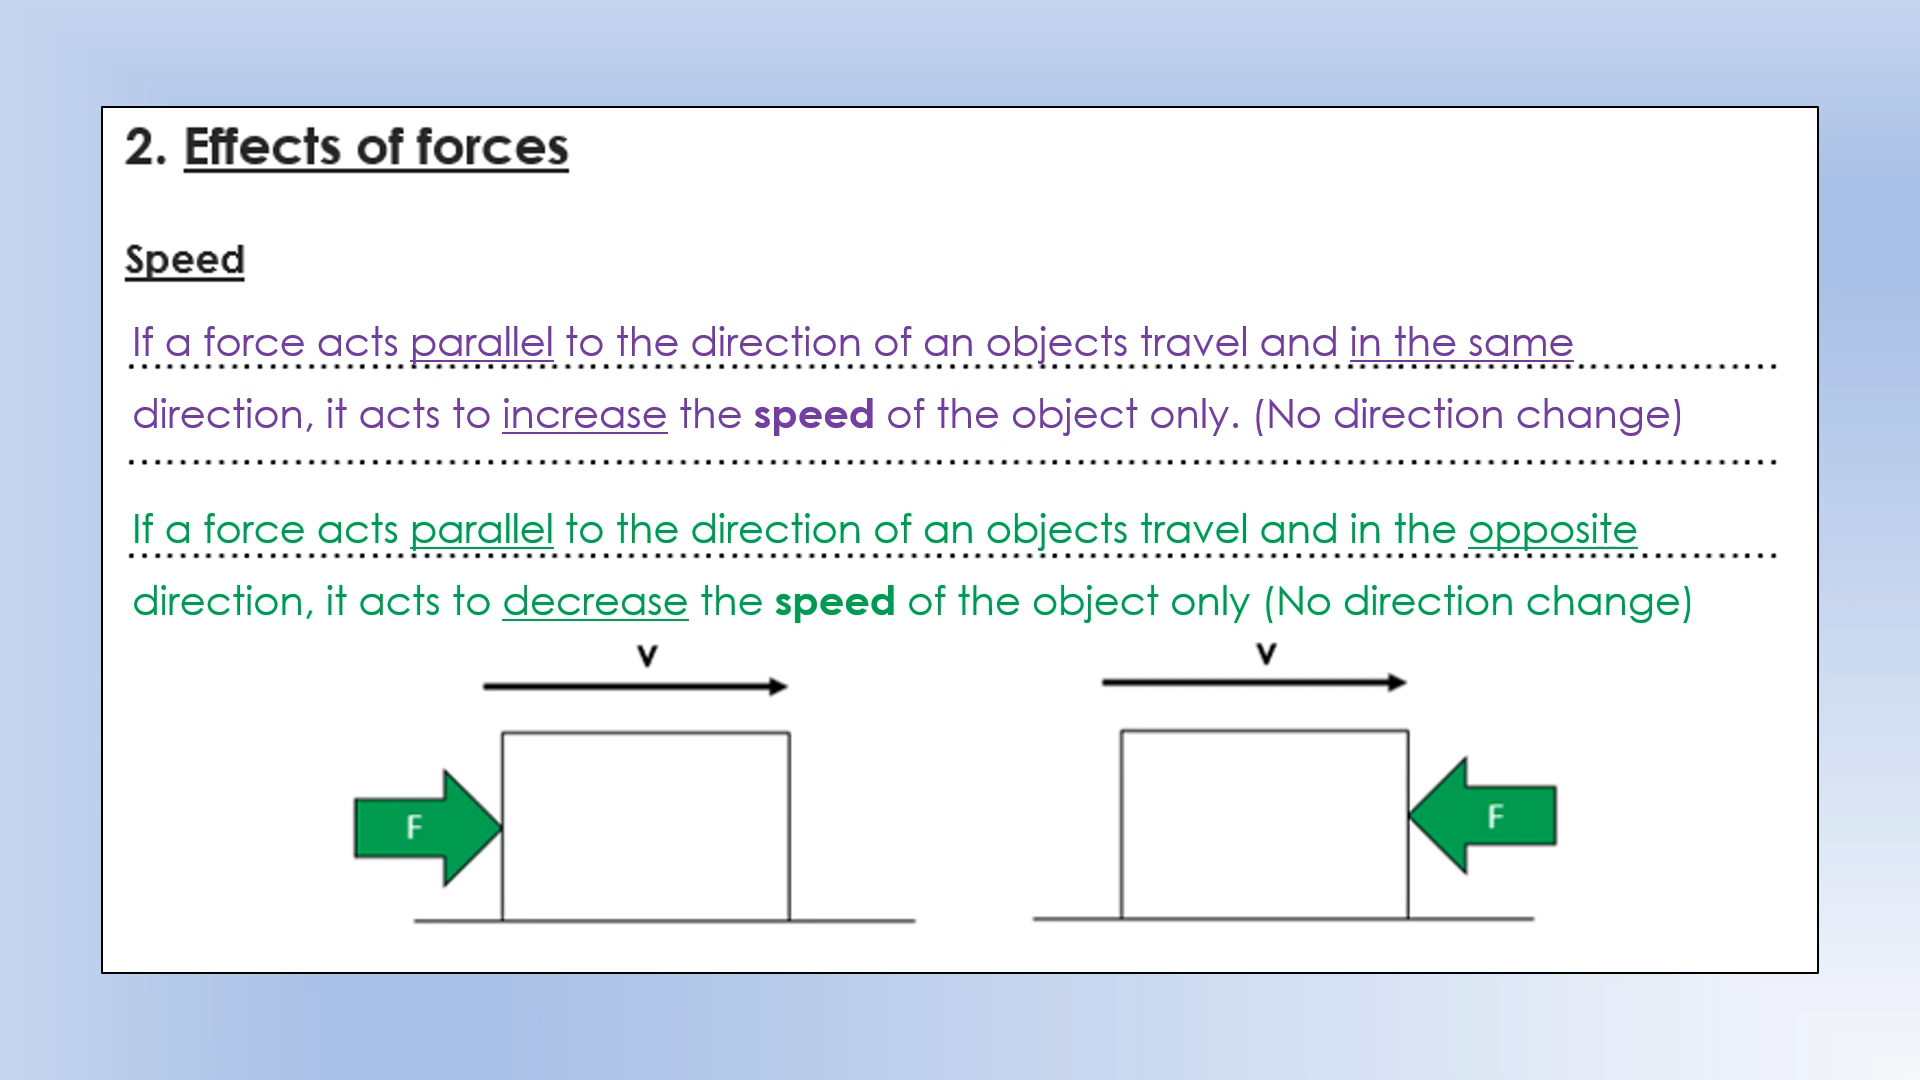 2. Effects of forces
Speed
If a force acts parallel to the direction of an objects travel and in the same
direction, it acts to increase the speed of the object only. (No direction change)
If a force acts parallel to the direction of an objects travel and in the opposite
direction, it acts to decrease the speed of the object only (No direction change)
v
v
F
F